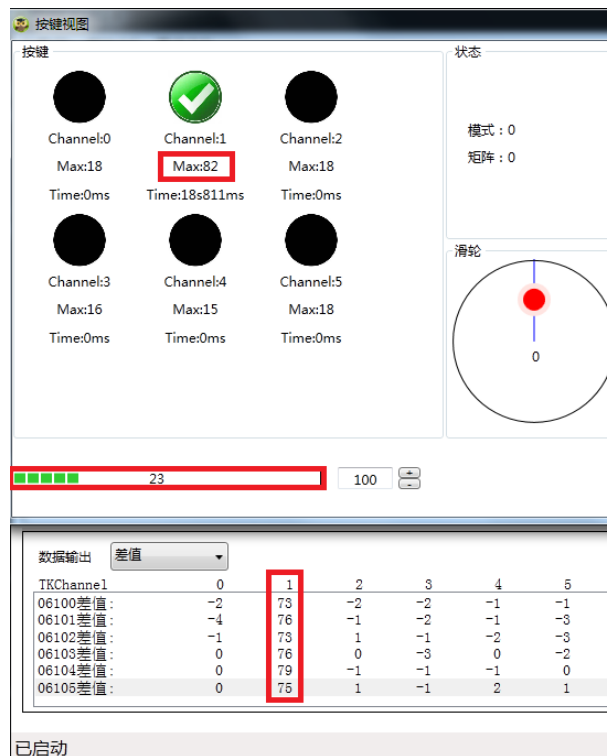 按键视图
按键
状态
Channel:0 Channel:1 Channel:2
Max:18 Max:82 Max:18
Time:0ms Time:18s811ms Time:0ms
模式：0
矩阵：0
Channel:3 Channel:4 Channel:5
Max:16 Max:15 Max:18
Time:0ms Time:0ms Time:0ms
滑轮
0
23 100 + -
数据输出 差值
TKChannel 0 1 2 3 4 5
06100差值: -2 73 -2 -2 -1 -1
06101差值: -4 76 -1 -2 -1 -3
06102差值: -1 73 1 -1 -2 -3
06103差值: 0 76 0 -3 0 -2
06104差值: 0 79 -1 -1 -1 0
06105差值: 0 75 1 -1 2 1
已启动